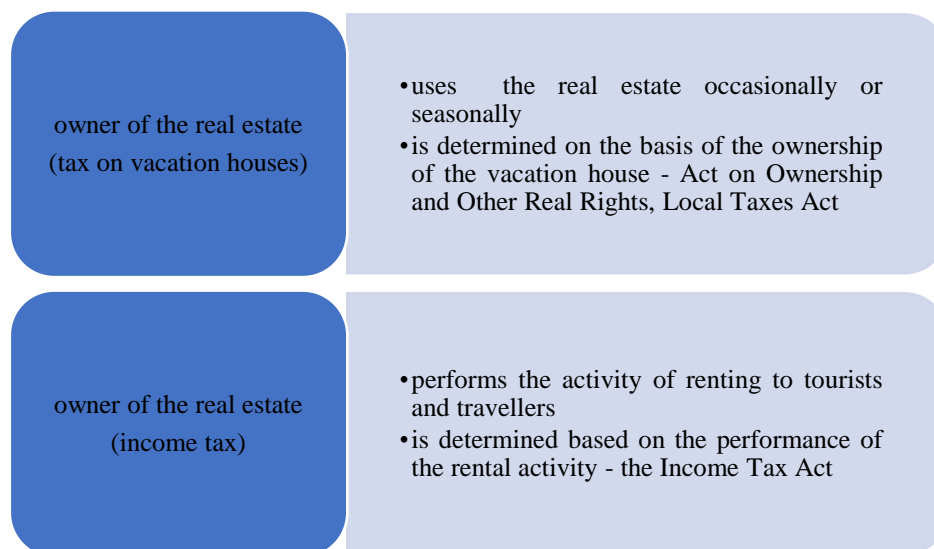 owner of the real estate
(tax on vacation houses)
•uses the real estate occasionally or
seasonally
•is determined on the basis of the ownership
of the vacation house - Act on Ownership
and Other Real Rights, Local Taxes Act
owner of the real estate
(income tax)
•performs the activity of renting to tourists
and travellers
•is determined based on the performance of
the rental activity - the Income Tax Act